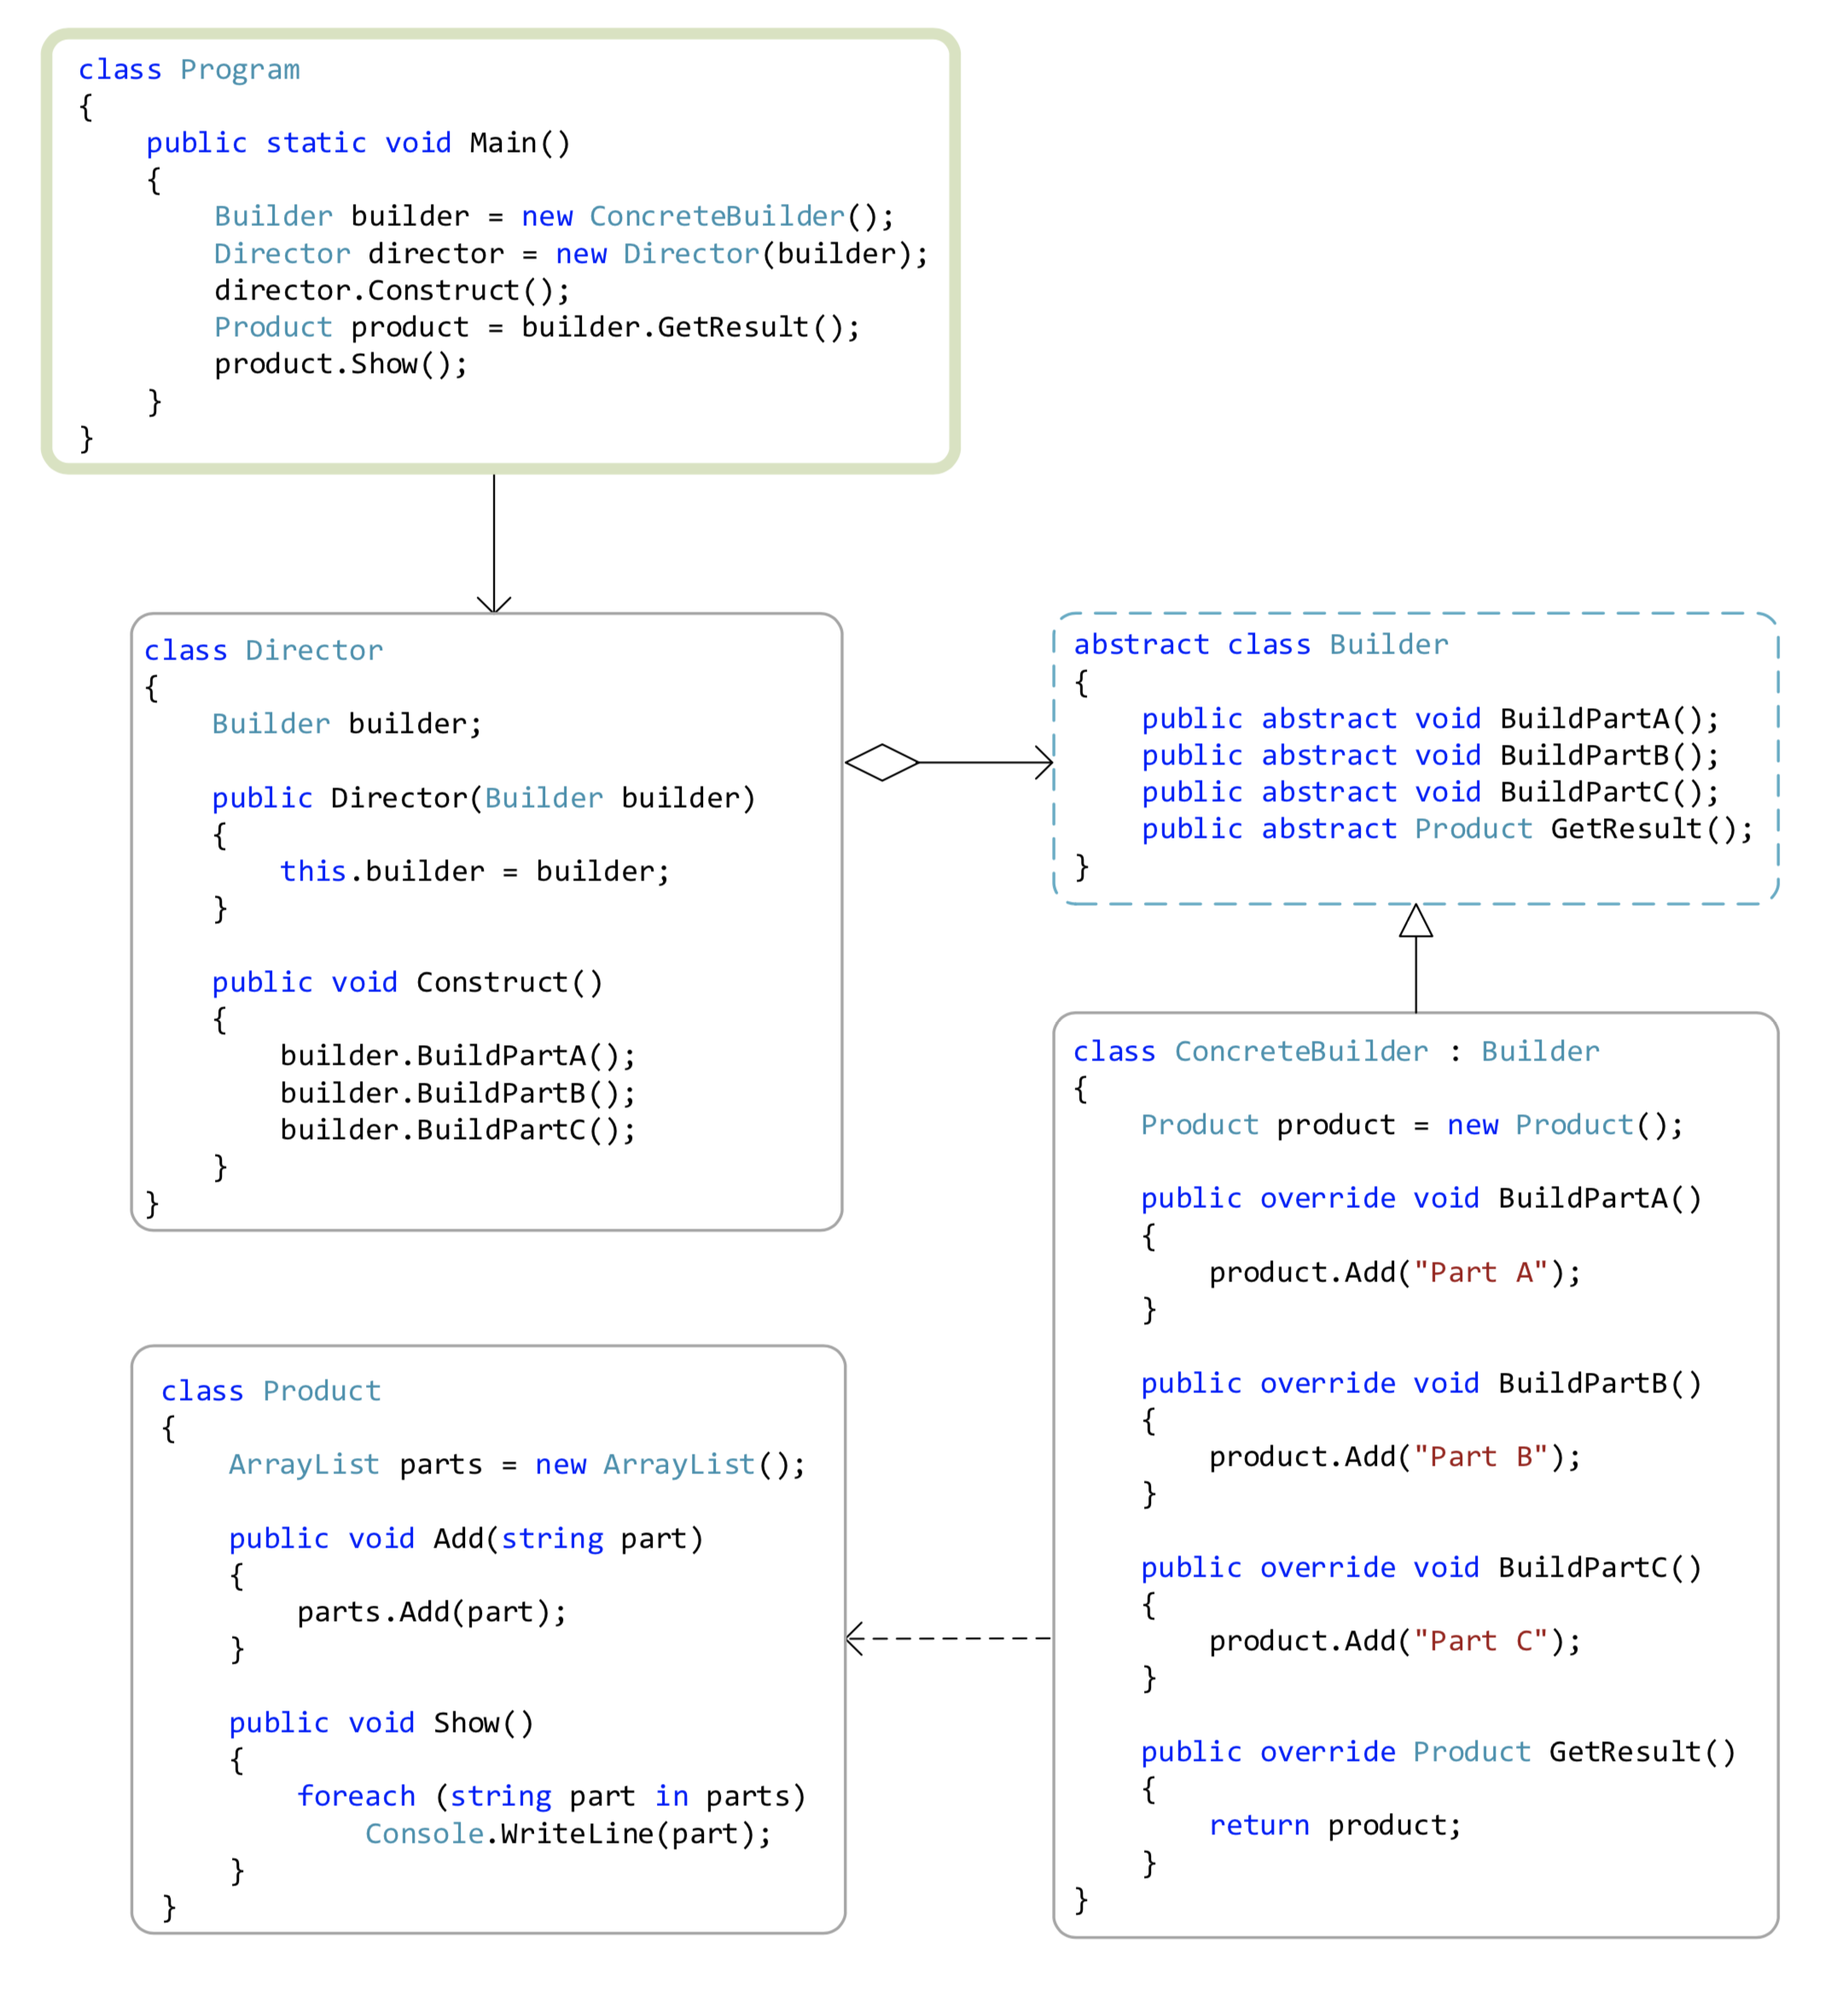 class Program
{
    public static void Main()
    {
        Builder builder = new ConcreteBuilder();
        Director director = new Director(builder);
        director.Construct();
        Product product = builder.GetResult();
        product.Show();
    }
}
class Director
{
    Builder builder;

    public Director(Builder builder)
    {
        this.builder = builder;
    }

    public void Construct()
    {
        builder.BuildPartA();
        builder.BuildPartB();
        builder.BuildPartC();
    }
}
abstract class Builder
{
    public abstract void BuildPartA();
    public abstract void BuildPartB();
    public abstract void BuildPartC();
    public abstract Product GetResult();
}
class ConcreteBuilder : Builder
{
    Product product = new Product();

    public override void BuildPartA()
    {
        product.Add("Part A");
    }

    public override void BuildPartB()
    {
        product.Add("Part B");
    }

    public override void BuildPartC()
    {
        product.Add("Part C");
    }

    public override Product GetResult()
    {
        return product;
    }
}
class Product
{
    ArrayList parts = new ArrayList();

    public void Add(string part)
    {
        parts.Add(part);
    }

    public void Show()
    {
        foreach (string part in parts)
            Console.WriteLine(part);
    }
}